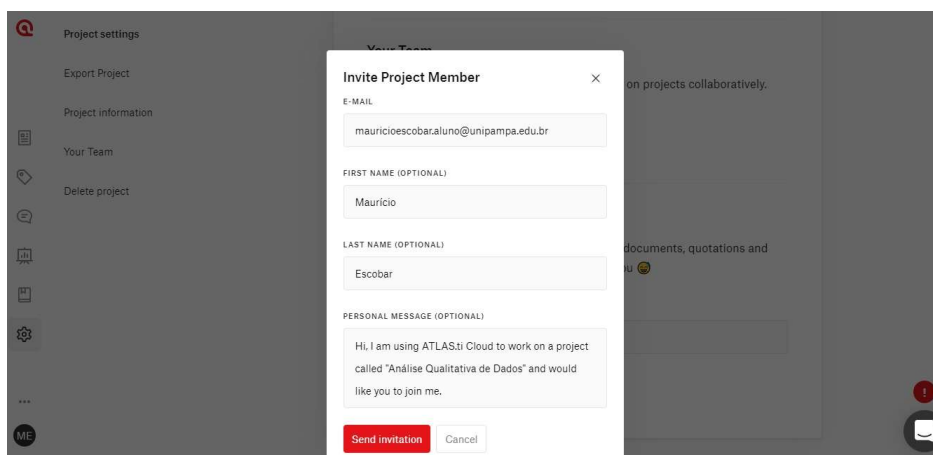 Project settings
Export Project
Project information
Your Team
Delete project
...
ME
Your Team
on projects collaboratively.
documents, quotations and
Invite Project Member
E-MAIL
mauricioescobar.aluno@unipampa.edu.br
FIRST NAME (OPTIONAL)
Maurício
LAST NAME (OPTIONAL)
Escobar
PERSONAL MESSAGE (OPTIONAL)
Hi, I am using ATLAS.ti Cloud to work on a project
called "Análise Qualitativa de Dados" and would
like you to join me.
Send invitation
Cancel